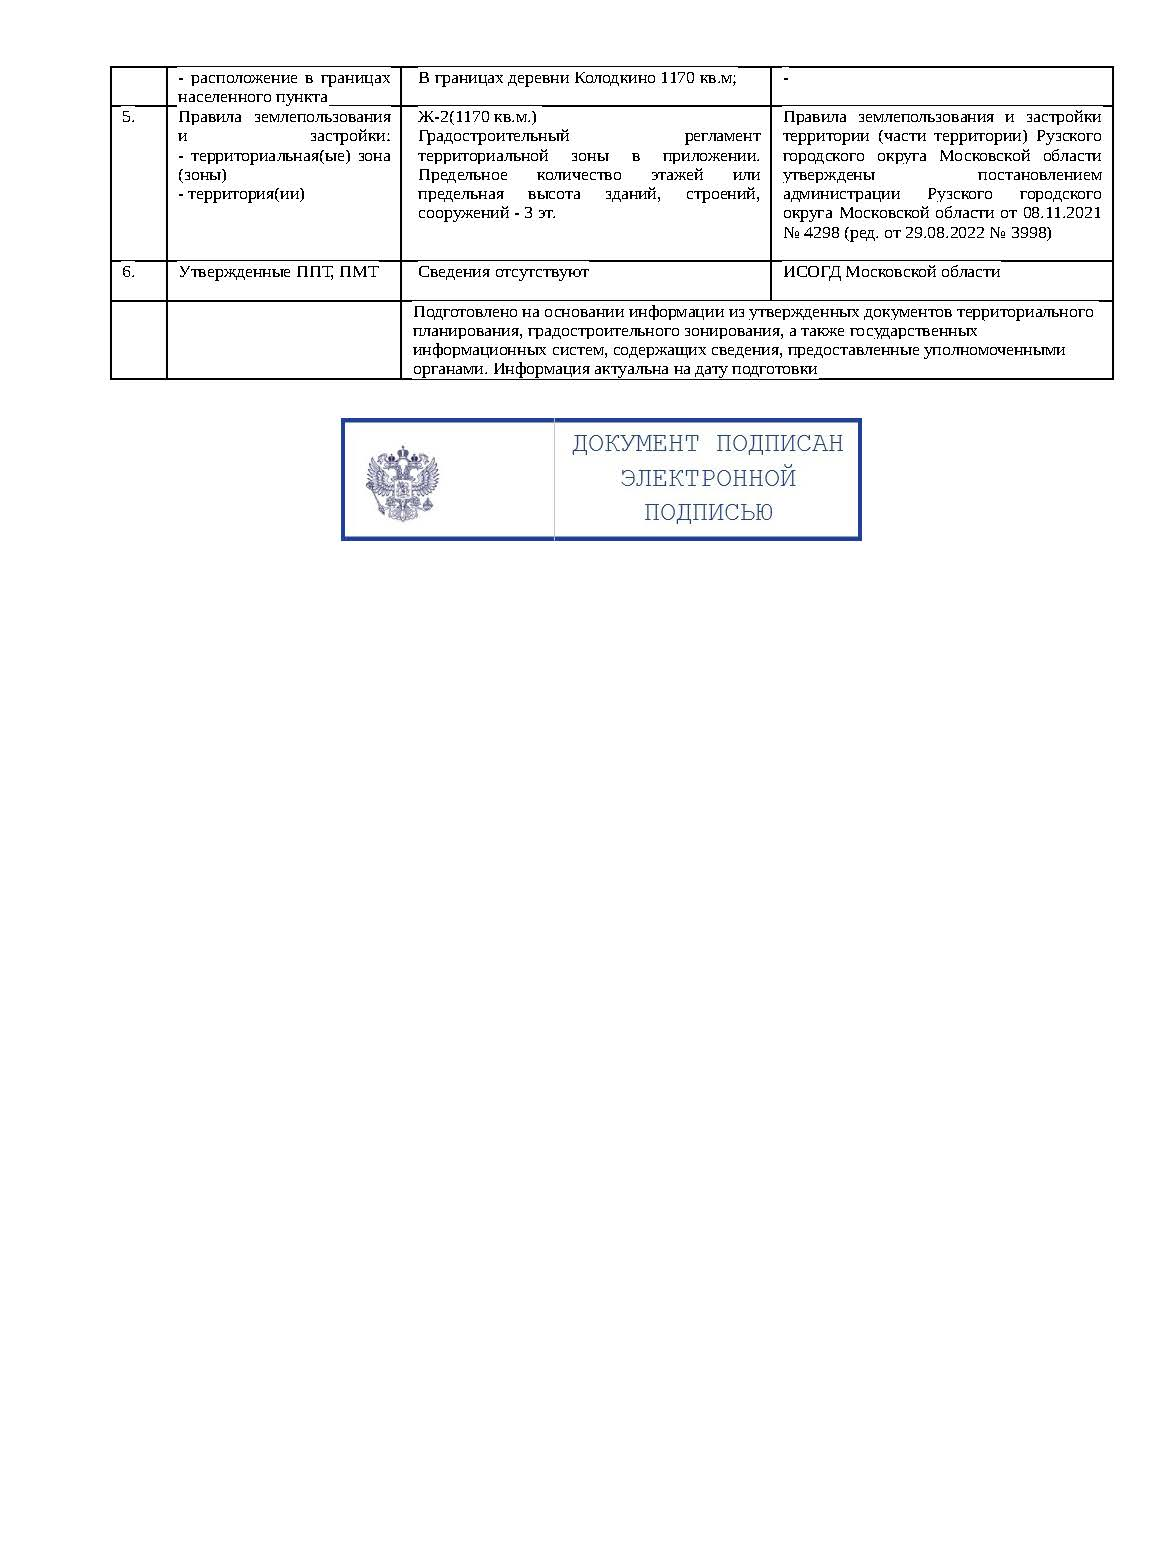 - расположение в границах
населенного пункта
В границах деревни Колодкино 1170 кв.м;
-
5.
Правила землепользования
и застройки:
- территориальная(ые) зона
(зоны)
- территория(ии)
Ж-2(1170 кв.м.)
Градостроительный регламент
территориальной зоны в приложении.
Предельное количество этажей или
предельная высота зданий, строений,
сооружений - 3 эт.
Правила землепользования и застройки
территории (части территории) Рузского
городского округа Московской области
утверждены постановлением
администрации Рузского городского
округа Московской области от 08.11.2021
№ 4298 (ред. от 29.08.2022 № 3998)
6.
Утвержденные ППТ, ПМТ
Сведения отсутствуют
ИСОГД Московской области
Подготовлено на основании информации из утвержденных документов территориального
планирования, градостроительного зонирования, а также государственных
информационных систем, содержащих сведения, предоставленные уполномоченными
органами. Информация актуальна на дату подготовки
ДОКУМЕНТ ПОДПИСАН
ЭЛЕКТРОННОЙ
ПОДПИСЬЮ